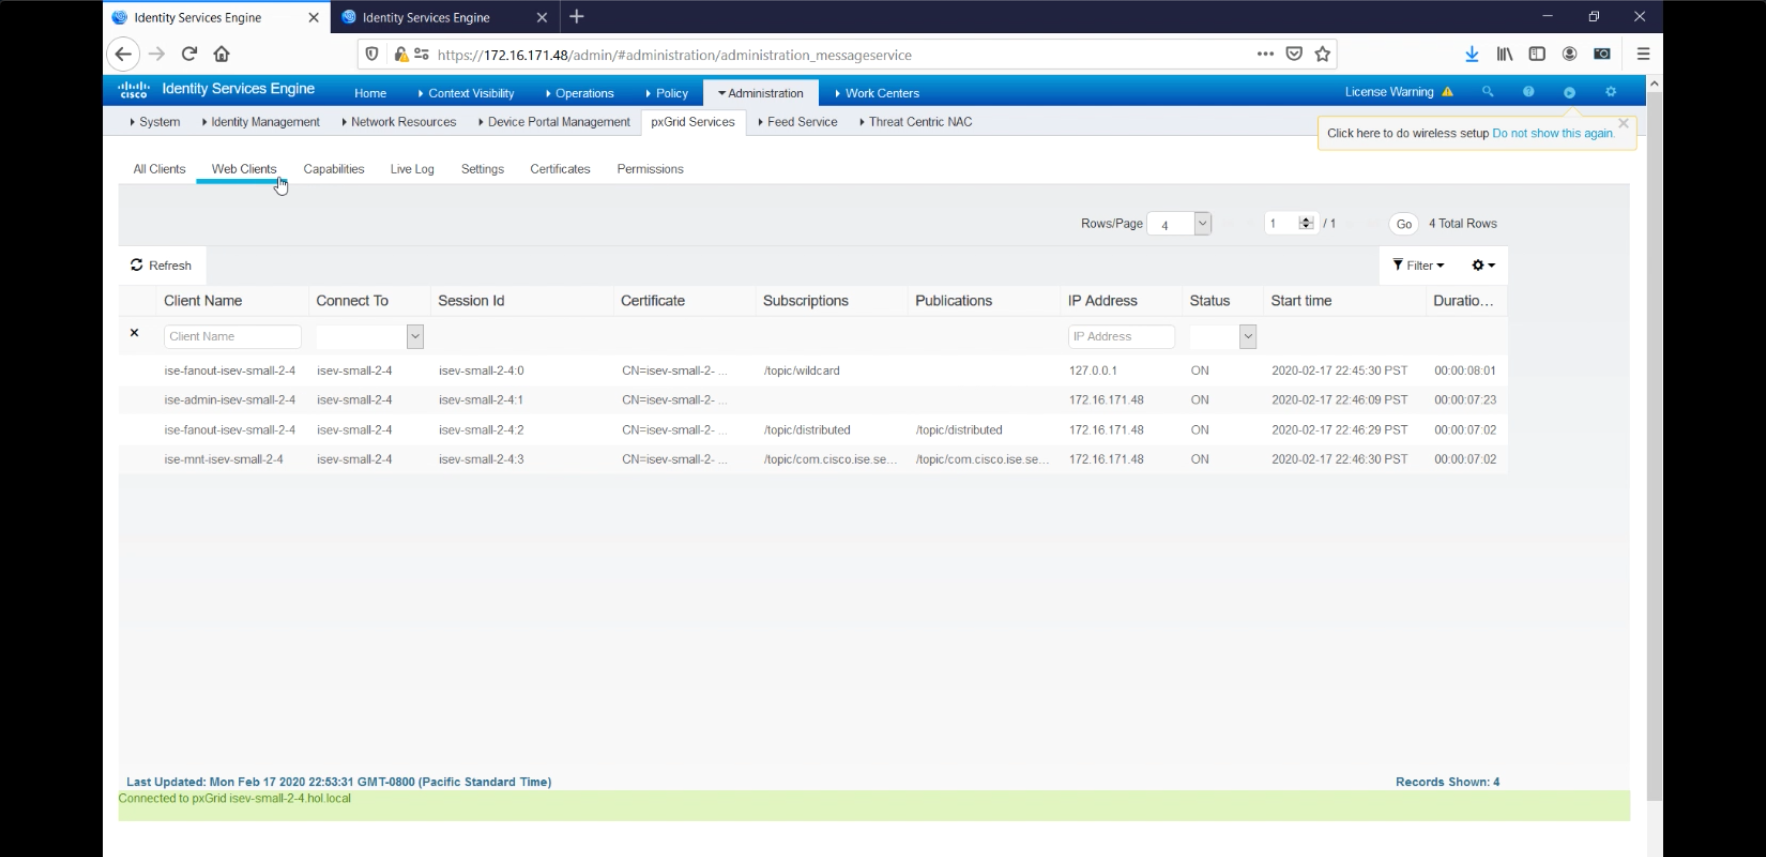 Identity Services Engine
Identity Services Engine
https://172.16.171.48/admin/#administration/administration_messageservice
cisco Identity Services Engine Home Context Visibility Operations Policy Administration Work Centers License Warning
System Identity Management Network Resources Device Portal Management pxGrid Services Feed Service Threat Centric NAC
Click here to do wireless setup Do not show this again.
All Clients Web Clients Capabilities Live Log Settings Certificates Permissions
Rows/Page 4 1 / 1 Go 4 Total Rows
Refresh Filter
Client Name Connect To Session Id Certificate Subscriptions Publications IP Address Status Start time Duratio...
Client Name IP Address
ise-fanout-isev-small-2-4 isev-small-2-4 isev-small-2-4:0 CN=isev-small-2- ... /topic/wildcard 127.0.0.1 ON 2020-02-17 22:45:30 PST 00:00:08:01
ise-admin-isev-small-2-4 isev-small-2-4 isev-small-2-4:1 CN=isev-small-2- ... 172.16.171.48 ON 2020-02-17 22:46:09 PST 00:00:07:23
ise-fanout-isev-small-2-4 isev-small-2-4 isev-small-2-4:2 CN=isev-small-2- ... /topic/distributed /topic/distributed 172.16.171.48 ON 2020-02-17 22:46:29 PST 00:00:07:02
ise-mnt-isev-small-2-4 isev-small-2-4 isev-small-2-4:3 CN=isev-small-2- ... /topic/com.cisco.ise.se... /topic/com.cisco.ise.se... 172.16.171.48 ON 2020-02-17 22:46:30 PST 00:00:07:02
Last Updated: Mon Feb 17 2020 22:53:31 GMT-0800 (Pacific Standard Time) Records Shown: 4
Connected to pxGrid isev-small-2-4.hol.local